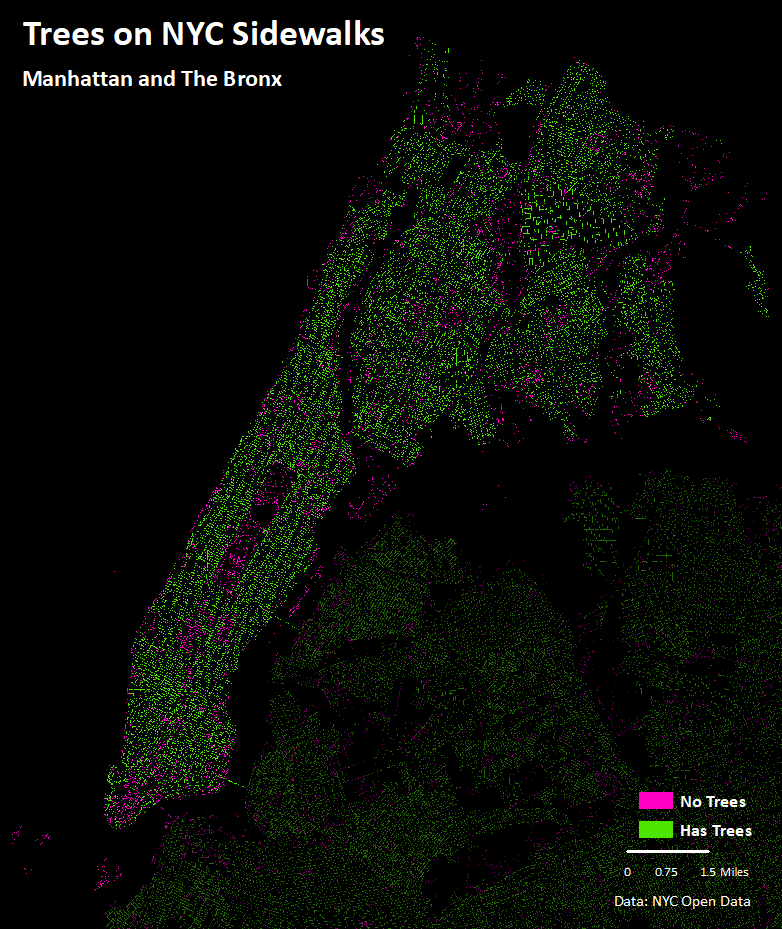 Trees on NYC Sidewalks
Manhattan and The Bronx
No Trees
Has Trees
0 0.75 1.5 Miles
Data: NYC Open Data